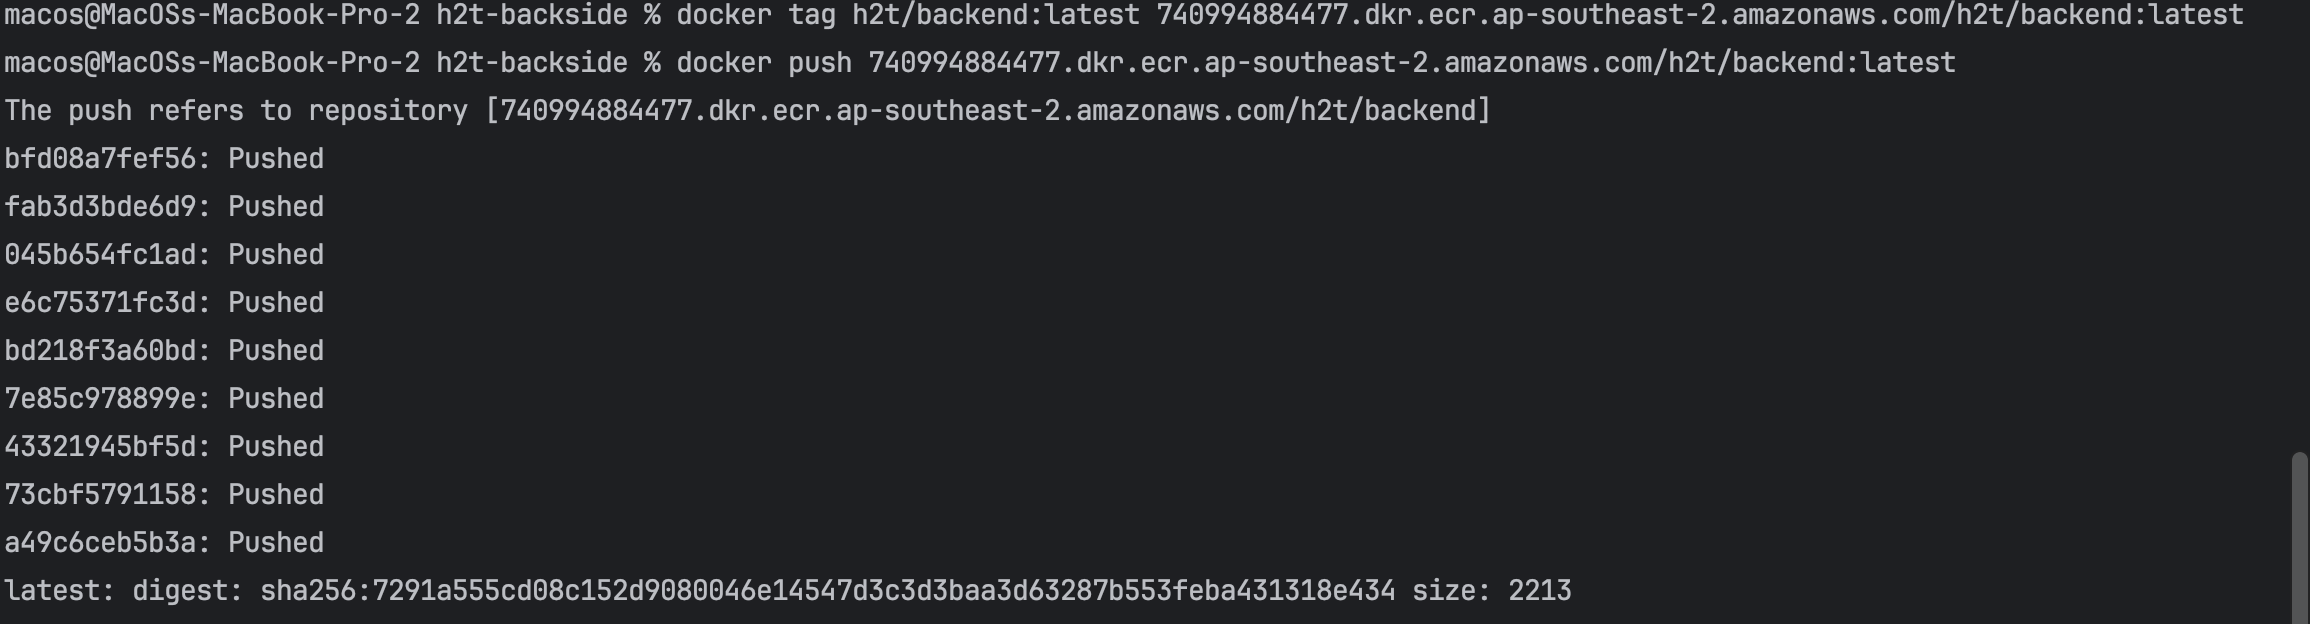 macos@MacOSs-MacBook-Pro-2 h2t-backside % docker tag h2t/backend:latest 740994884477.dkr.ecr.ap-southeast-2.amazonaws.com/h2t/backend:latest
macos@MacOSs-MacBook-Pro-2 h2t-backside % docker push 740994884477.dkr.ecr.ap-southeast-2.amazonaws.com/h2t/backend:latest
The push refers to repository [740994884477.dkr.ecr.ap-southeast-2.amazonaws.com/h2t/backend]
bfd08a7fef56: Pushed
fab3d3bde6d9: Pushed
045b654fc1ad: Pushed
e6c75371fc3d: Pushed
bd218f3a60bd: Pushed
7e85c978899e: Pushed
43321945bf5d: Pushed
73cbf5791158: Pushed
a49c6ceb5b3a: Pushed
latest: digest: sha256:7291a555cd08c152d9080046e14547d3c3d3baa3d63287b553feba431318e434 size: 2213